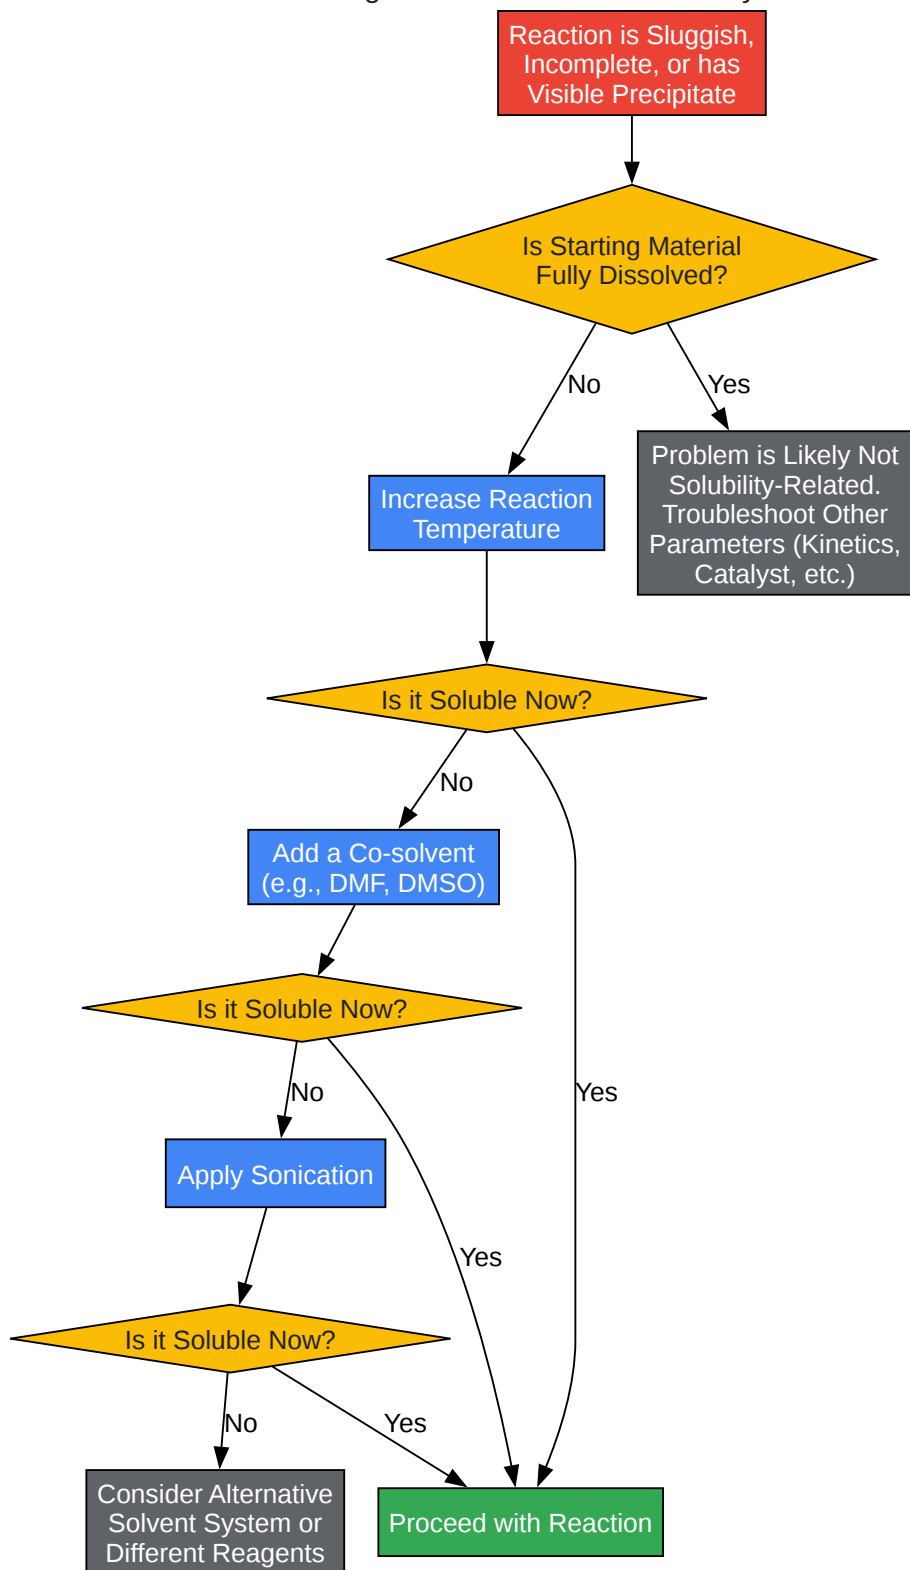 Reaction is Sluggish,
Incomplete, or has
Visible Precipitate
Is Starting Material
Fully Dissolved?
No
Yes
Problem is Likely Not
Solubility-Related.
Troubleshoot Other
Parameters (Kinetics,
Catalyst, etc.)
Increase Reaction
Temperature
Is it Soluble Now?
No
Yes
Add a Co-solvent
(e.g., DMF, DMSO)
Is it Soluble Now?
No
Yes
Apply Sonication
Is it Soluble Now?
No
Yes
Consider Alternative
Solvent System or
Different Reagents
Proceed with Reaction